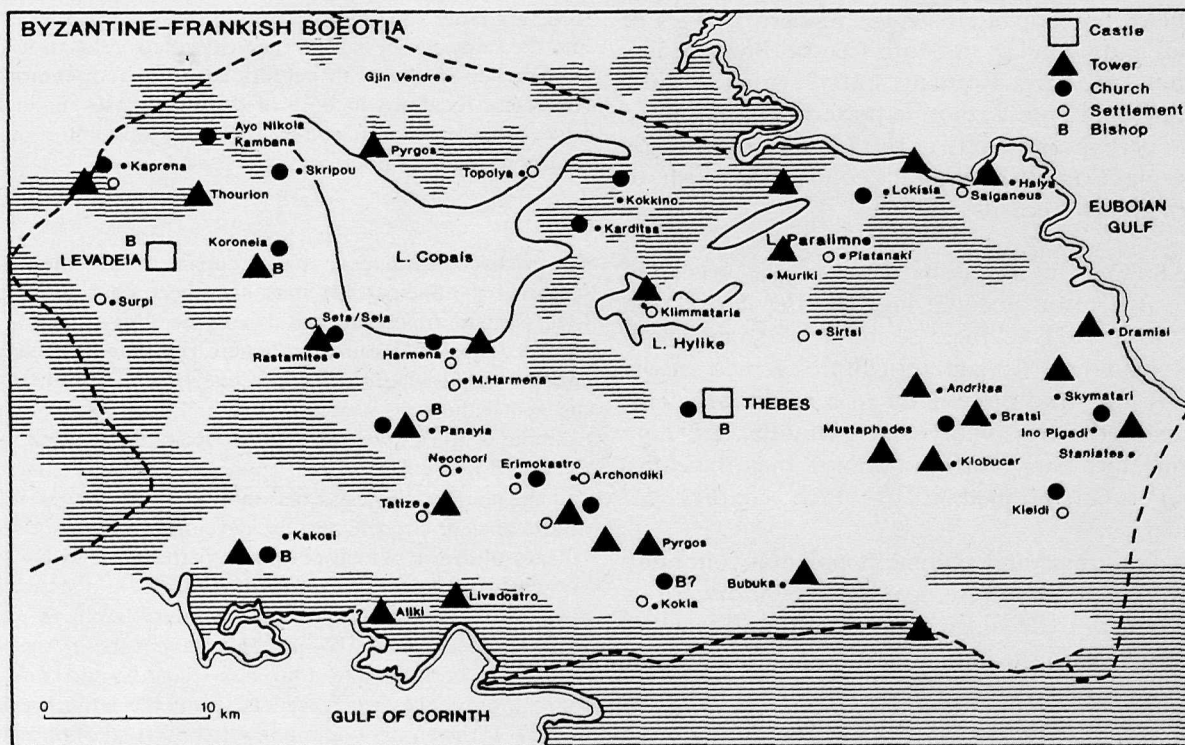 BYZANTINE-FRANKISH BOEOTIA
Castle
Tower
Church
Settlement
B Bishop
Gjin Vendre
Ayo Nikola
Kambana
Pyrgos
Kaprena
Skripou
Topolya
Thourion
Kokkino
Lokisia
Haiya
Salganeus
EUBOIAN
GULF
Karditsa
B
LEVADEIA
Koroneia
B
L. Copais
L. Paralimne
Platanaki
Muriki
Surpi
Klimmataria
Seta/Seia
Rastamites
L. Hylike
Sirtsi
Dramisi
Harmena
M.Harmena
Andritsa
Skymatari
B
Panayia
THEBES
B
Bratsi
Mustaphades
Ino Pigadi
Staniates
Klobucar
Neochori
Erimokastro
Archondiki
Tatize
Kleidi
Kakosi
B
Pyrgos
B?
Bubuka
Kokla
Livadostro
Aliki
0 10
km
GULF OF CORINTH